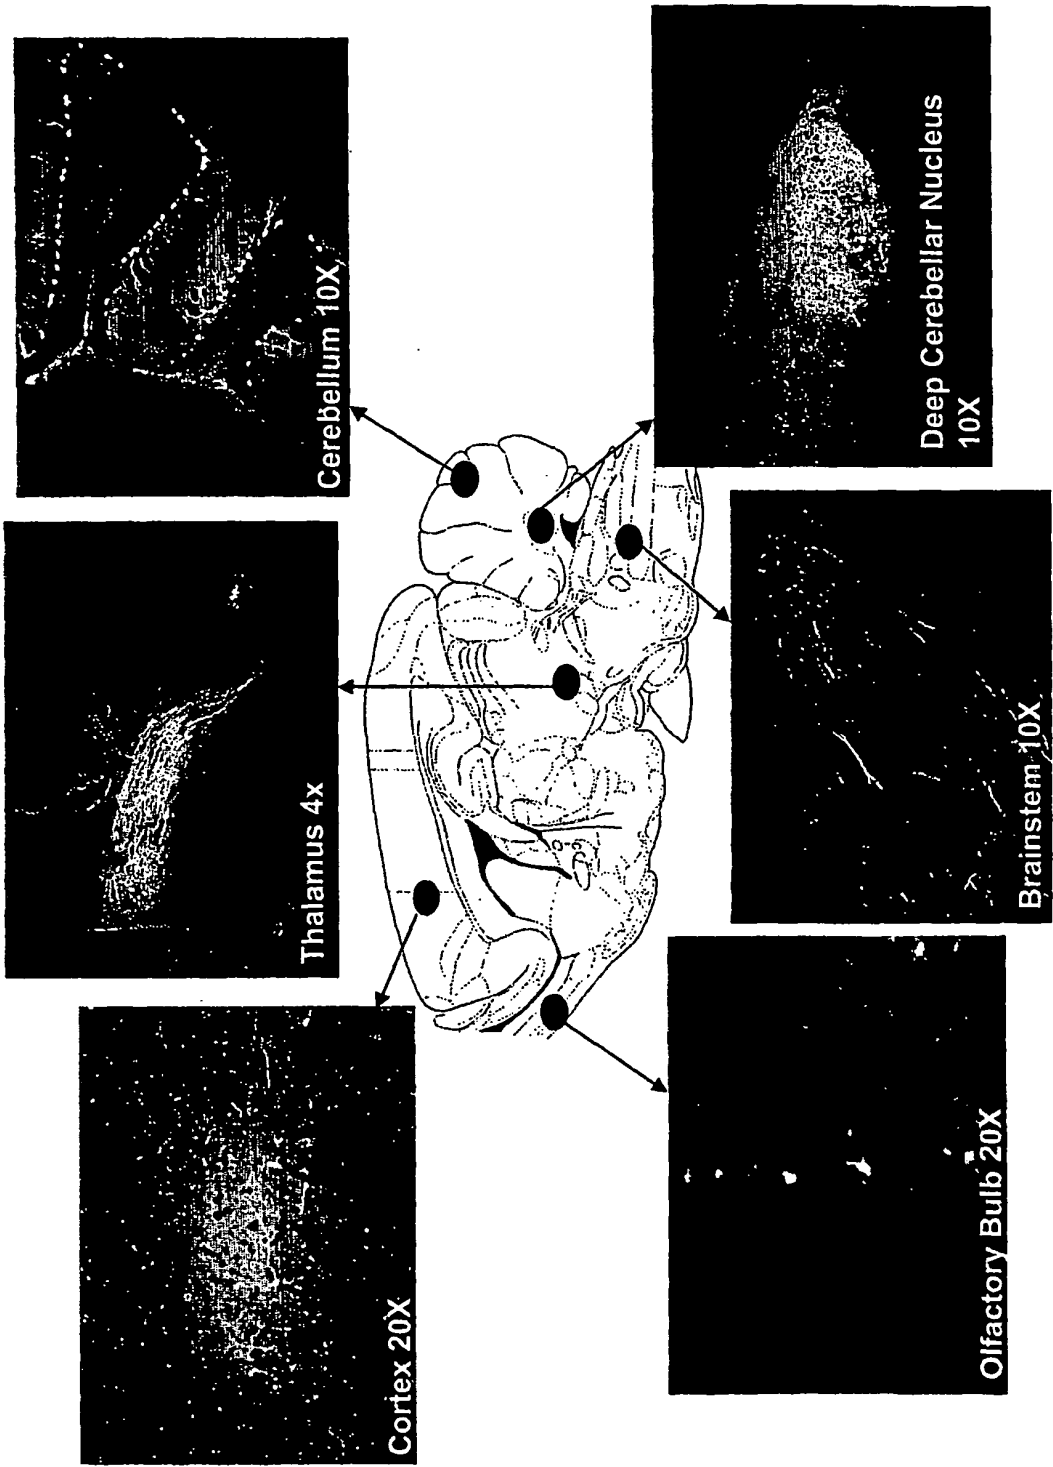 Cortex 20X
Thalamus 4x
Cerebellum 10X
Olfactory Bulb 20X
Brainstem 10X
Deep Cerebellar Nucleus
10X